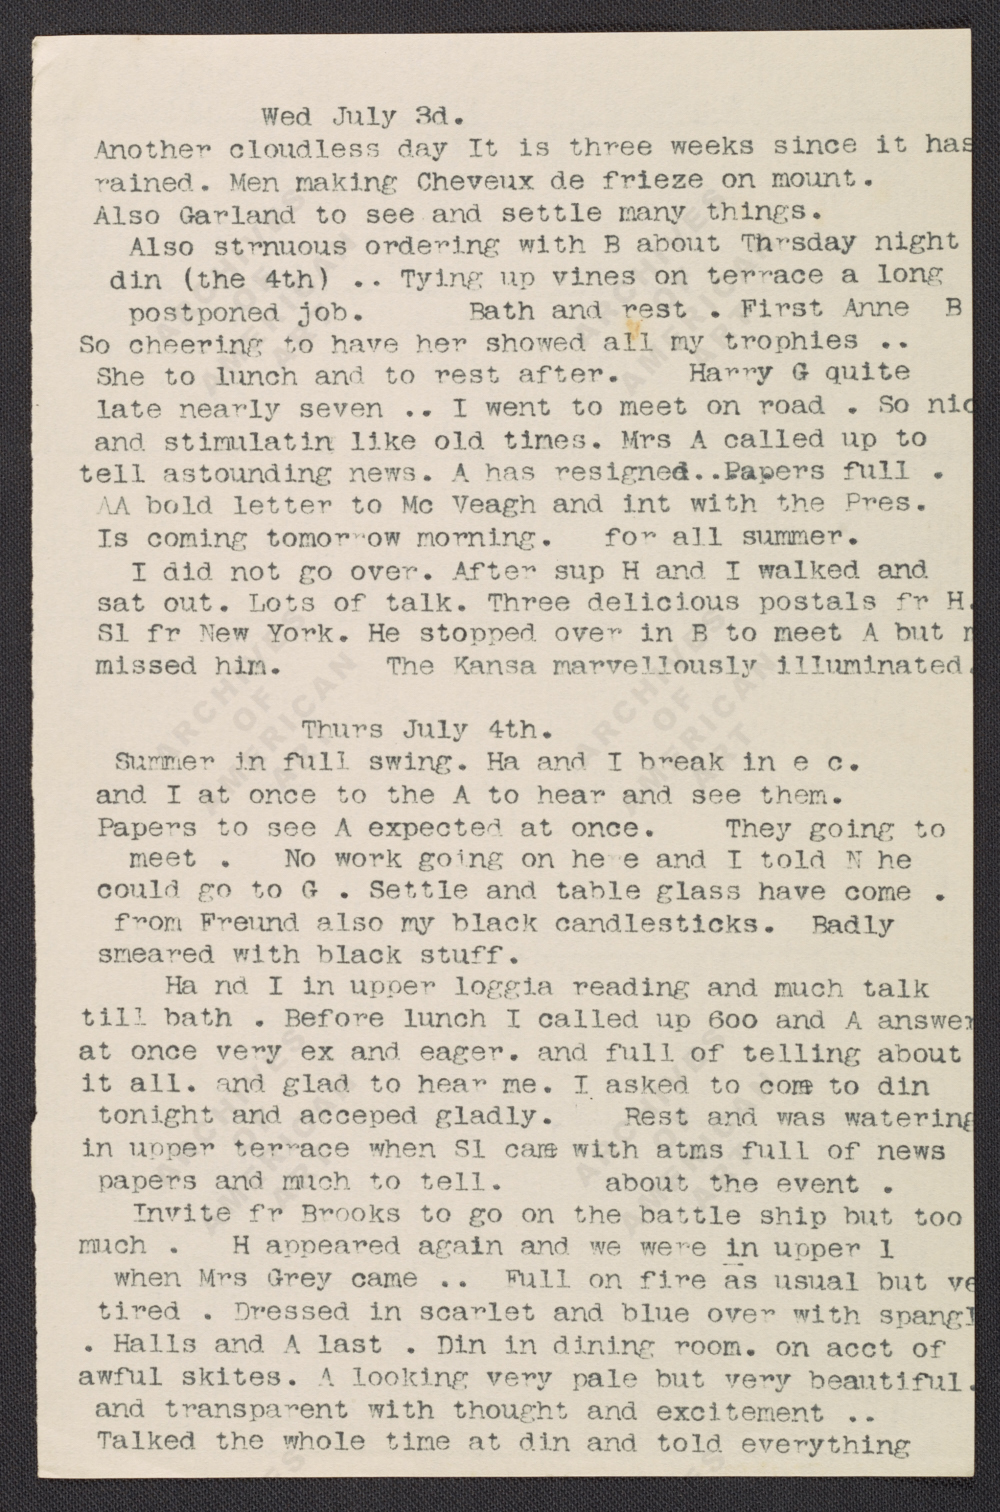 Wed July 3d.
Another cloudless day It is three weeks since it has
rained. Men making Cheveux de frieze on mount.
Also Garland to see and settle many things.
Also strnuous ordering with B about Thrsday night
din (the 4th) .. Tying up vines on terrace a long
postponed job. Bath and rest . First Anne B
So cheering to have her showed all my trophies ..
She to lunch and to rest after. Harry G quite
late nearly seven .. I went to meet on road . So nic
and stimulatin like old times. Mrs A called up to
tell astounding news. A has resigned..Papers full .
AA bold letter to Mc Veagh and int with the Pres.
Is coming tomorrow morning. for all summer.
I did not go over. After sup H and I walked and
sat out. Lots of talk. Three delicious postals fr H.
Sl fr New York. He stopped over in B to meet A but
missed him. The Kansa marvellously illuminated.
Thurs July 4th.
Summer in full swing. Ha and I break in e c.
and I at once to the A to hear and see them.
Papers to see A expected at once. They going to
meet . No work going on he e and I told N he
could go to G . Settle and table glass have come .
from Freund also my black candlesticks. Badly
smeared with black stuff.
Ha nd I in upper loggia reading and much talk
till bath . Before lunch I called up 600 and A answer
at once very ex and eager. and full of telling about
it all. and glad to hear me. I asked to come to din
tonight and acceped gladly. Rest and was watering
in upper terrace when Sl came with atms full of news
papers and much to tell. about the event .
Invite fr Brooks to go on the battle ship but too
much . H appeared again and we were in upper l
when Mrs Grey came .. Full on fire as usual but ve
tired . Dressed in scarlet and blue over with spangl
. Halls and A last . Din in dining room. on acct of
awful skites. A looking very pale but very beautiful.
and transparent with thought and excitement ..
Talked the whole time at din and told everything